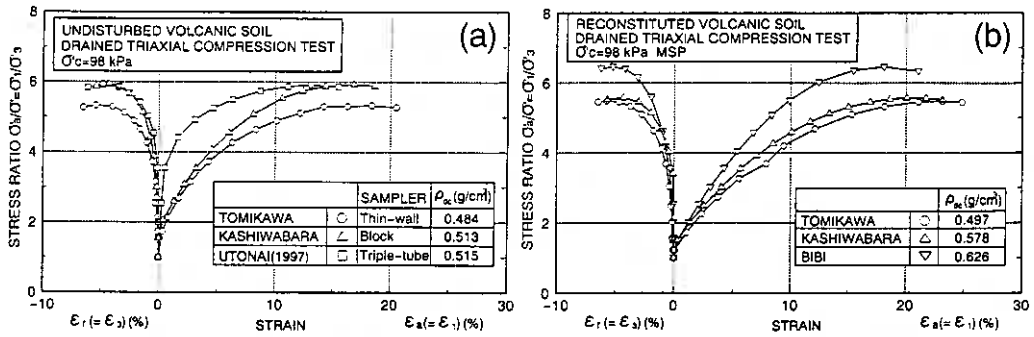 (a)
UNDISTURBED VOLCANIC SOIL
DRAINED TRIAXIAL COMPRESSION TEST
σ'c=98 kPa
STRESS RATIO σ'a/σ'r=σ'1/σ'3
8
6
4
2
0
SAMPLER ρdc(g/cm³)
TOMIKAWA ○ Thin-wall 0.484
KASHIWABARA △ Block 0.513
UTONAI(1997) □ Triple-tube 0.515
-10 0 10 20 30
εr(=ε3)(%) STRAIN εa(=ε1)(%)
(b)
RECONSTITUTED VOLCANIC SOIL
DRAINED TRIAXIAL COMPRESSION TEST
σ'c=98 kPa MSP
STRESS RATIO σ'a/σ'r=σ'1/σ'3
8
6
4
2
0
ρdc(g/cm³)
TOMIKAWA ○ 0.497
KASHIWABARA △ 0.578
BIBI ▽ 0.626
-10 0 10 20 30
εr(=ε3)(%) STRAIN εa(=ε1)(%)